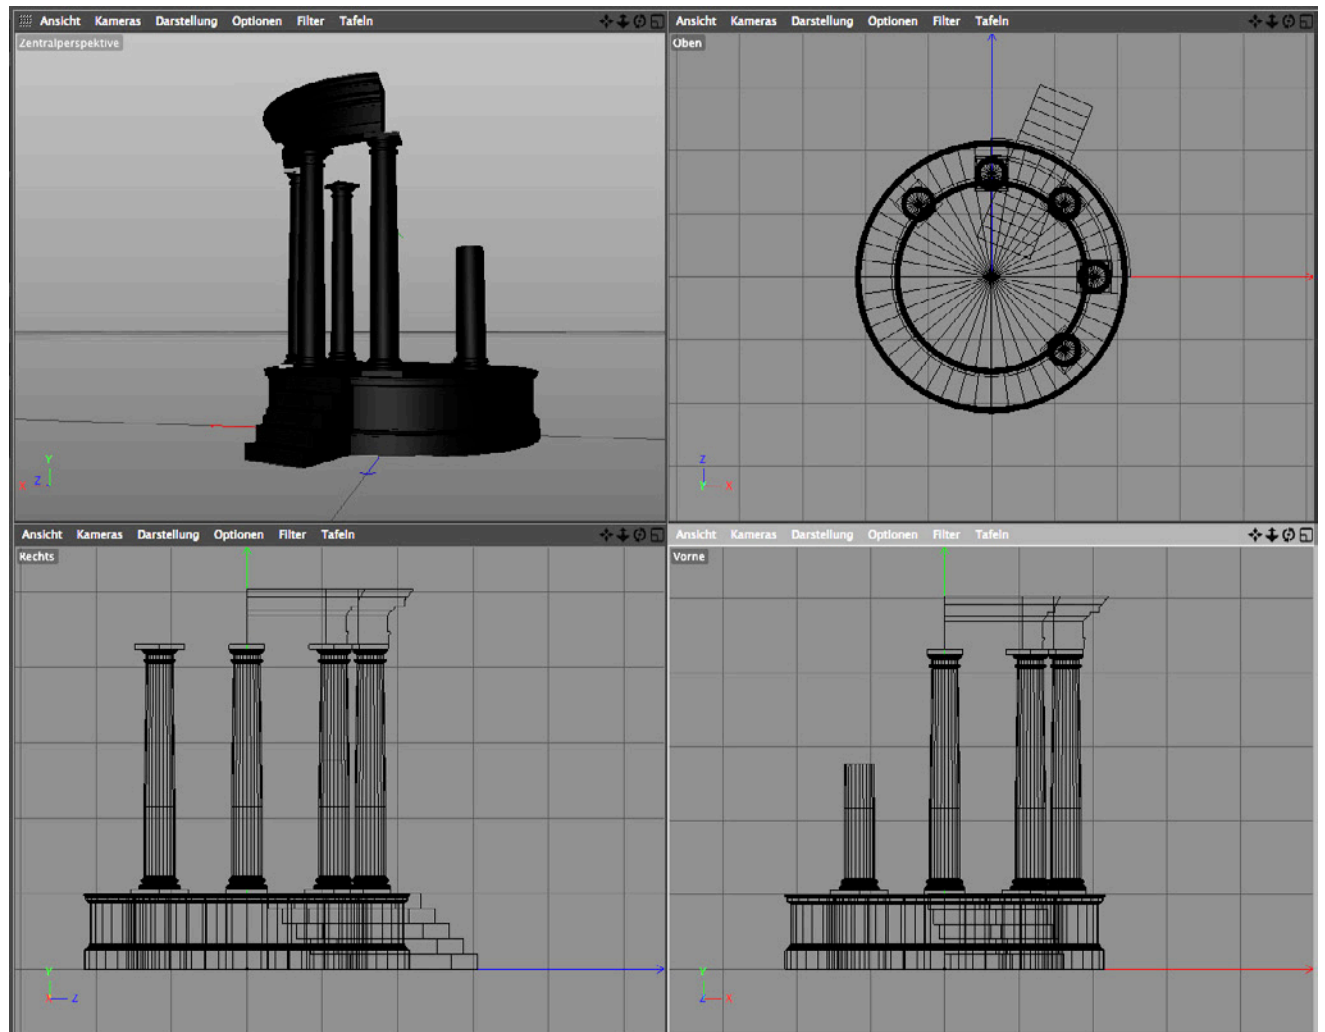 Ansicht Kameras Darstellung Optionen Filter Tafeln
Zentralperspektive
Y
X Z
Ansicht Kameras Darstellung Optionen Filter Tafeln
Oben
Z
Y X
Ansicht Kameras Darstellung Optionen Filter Tafeln
Rechts
Y
X Z
Ansicht Kameras Darstellung Optionen Filter Tafeln
Vorne
Y
Z X